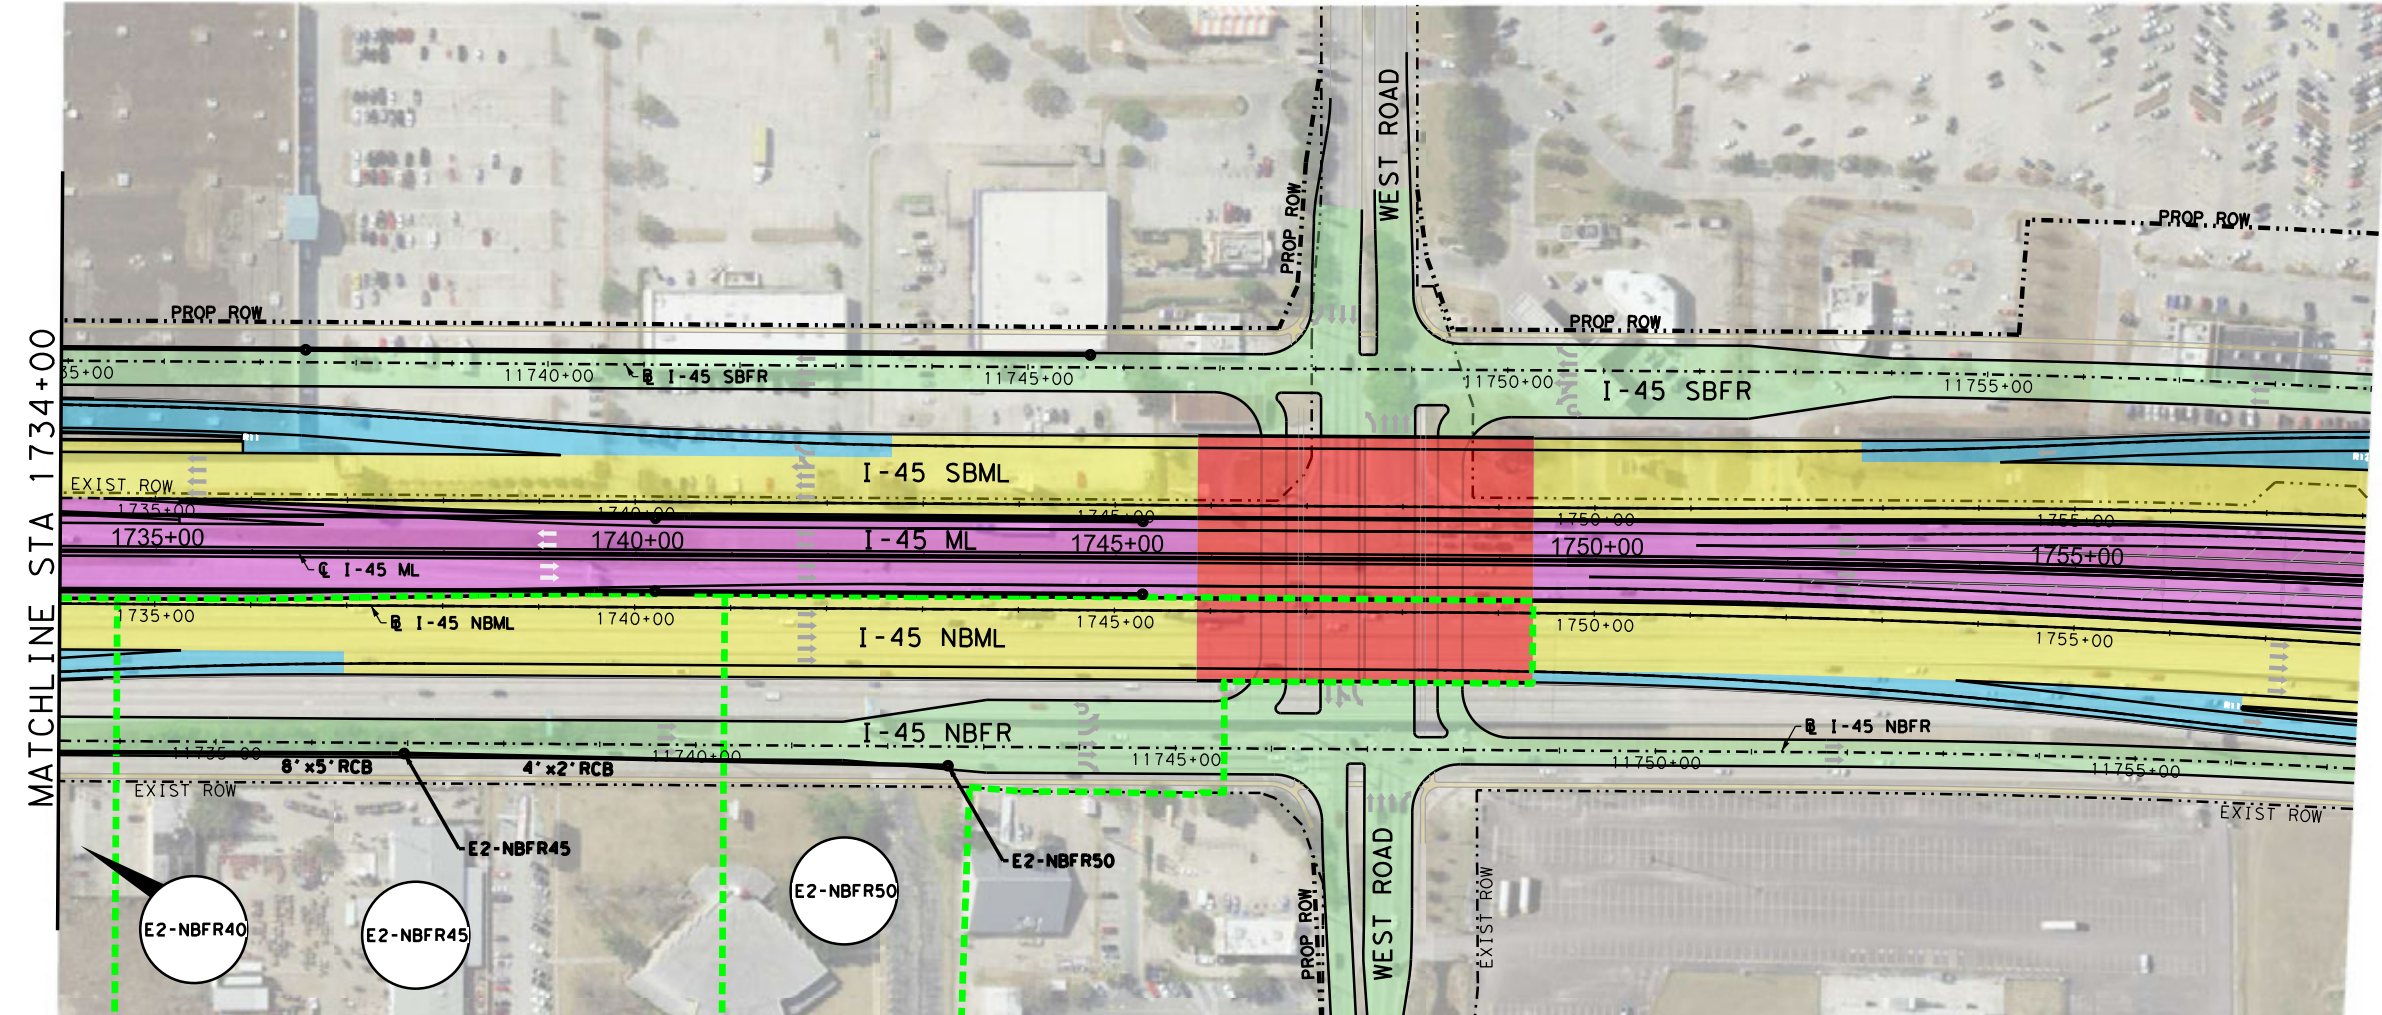 MATCHLINE STA 1734+00
WEST ROAD
PROP ROW
PROP ROW
PROP ROW
PROP ROW
35+00
11740+00
℄ I-45 SBFR
11745+00
11750+00
I-45 SBFR
11755+00
R11
I-45 SBML
EXIST ROW
1735+00
1740+00
1745+00
1750+00
1755+00
1735+00
1740+00
I-45 ML
1745+00
1750+00
1755+00
℄ I-45 ML
1735+00
℄ I-45 NBML
1740+00
I-45 NBML
1745+00
1750+00
1755+00
I-45 NBFR
℄ I-45 NBFR
11735+00
11740+00
11745+00
11750+00
11755+00
8'x5'RCB
4'x2'RCB
EXIST ROW
EXIST ROW
E2-NBFR45
E2-NBFR50
E2-NBFR40
E2-NBFR45
E2-NBFR50
PROP ROW
WEST ROAD
EXIST ROW